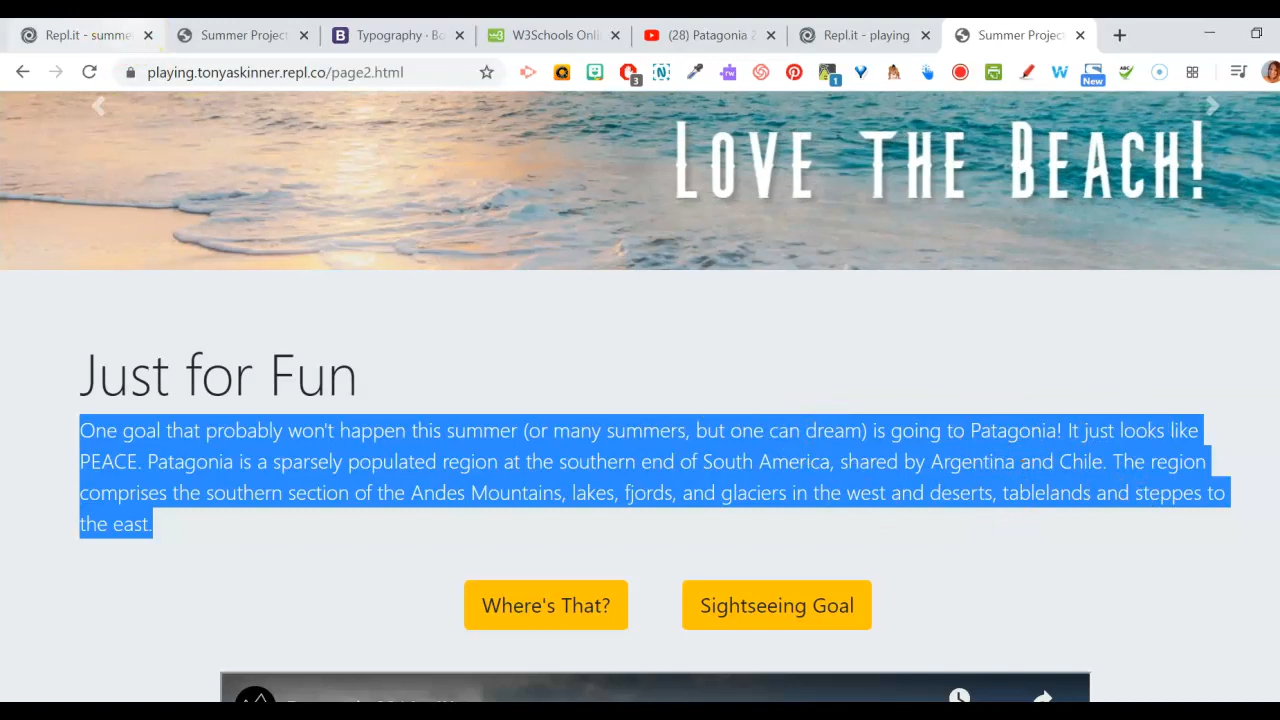 Repl.it - summe
Summer Project
Typography · Bo
W3Schools Onli
(28) Patagonia 2
Repl.it - playing
Summer Project
playing.tonyaskinner.repl.co/page2.html
3
1
New
LOVE THE BEACH!
Just for Fun
One goal that probably won't happen this summer (or many summers, but one can dream) is going to Patagonia! It just looks like
PEACE. Patagonia is a sparsely populated region at the southern end of South America, shared by Argentina and Chile. The region
comprises the southern section of the Andes Mountains, lakes, fjords, and glaciers in the west and deserts, tablelands and steppes to
the east.
Where's That?
Sightseeing Goal